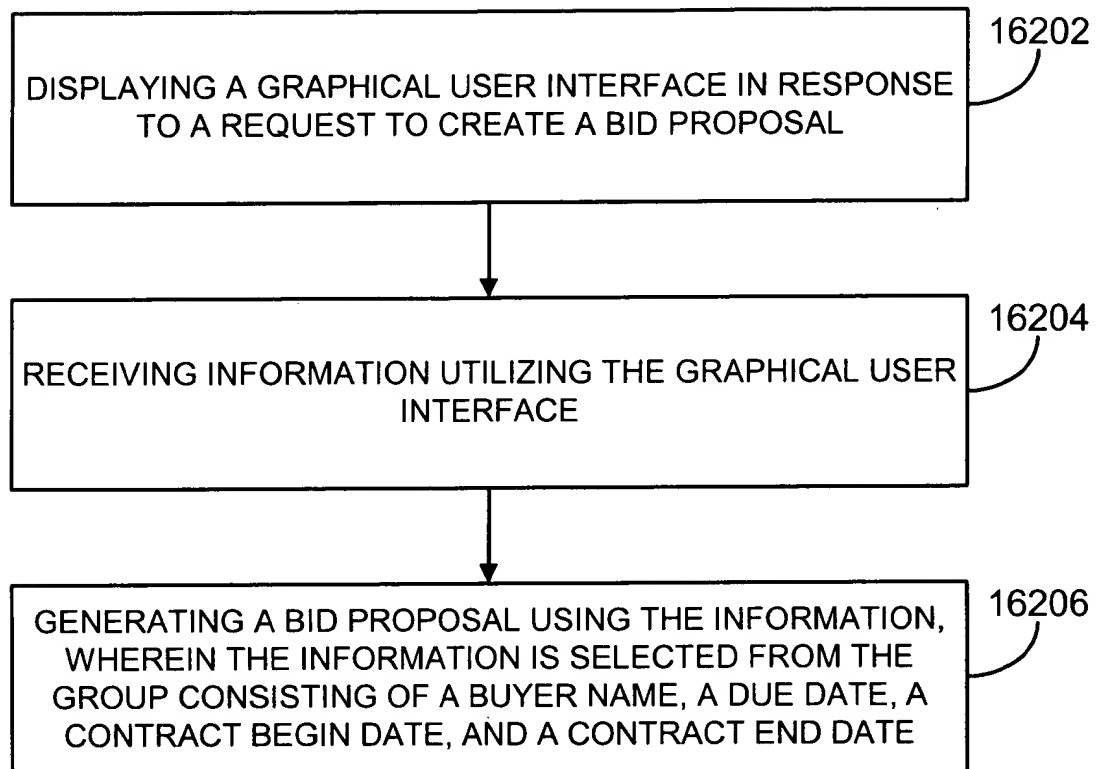 16202
DISPLAYING A GRAPHICAL USER INTERFACE IN RESPONSE
TO A REQUEST TO CREATE A BID PROPOSAL
16204
RECEIVING INFORMATION UTILIZING THE GRAPHICAL USER
INTERFACE
16206
GENERATING A BID PROPOSAL USING THE INFORMATION,
WHEREIN THE INFORMATION IS SELECTED FROM THE
GROUP CONSISTING OF A BUYER NAME, A DUE DATE, A
CONTRACT BEGIN DATE, AND A CONTRACT END DATE